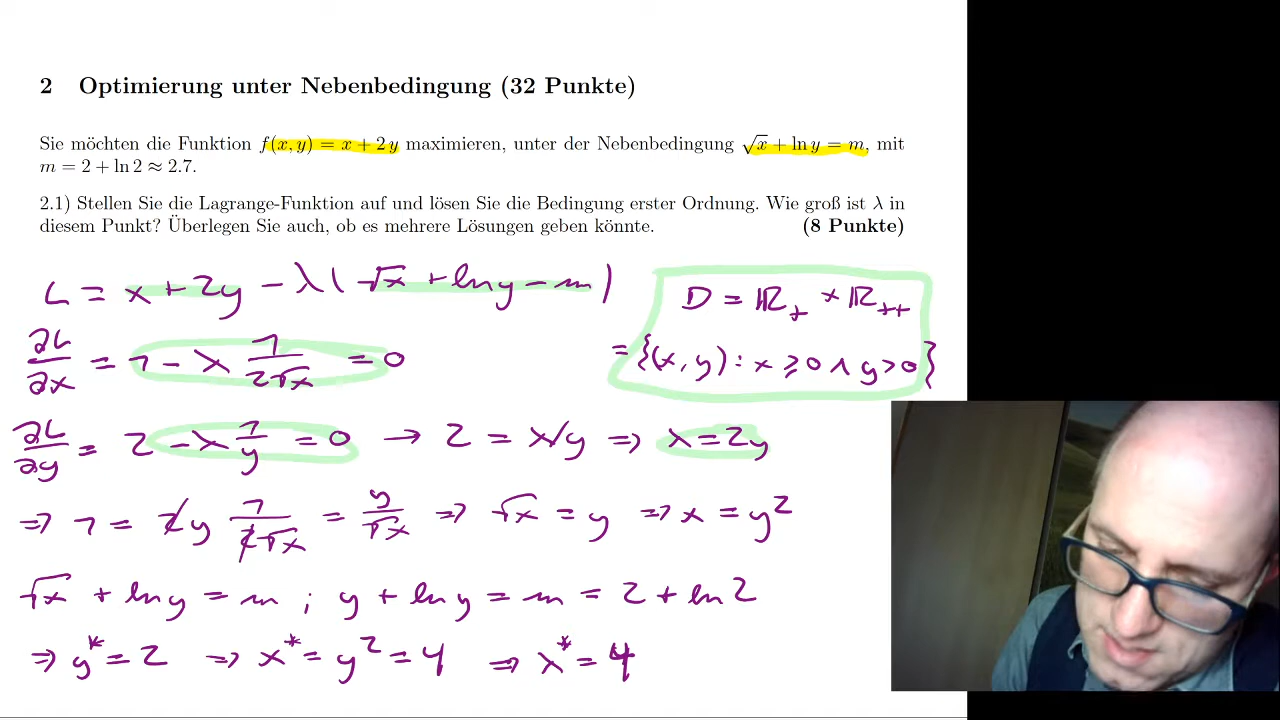 2 Optimierung unter Nebenbedingung (32 Punkte)
Sie möchten die Funktion f(x, y) = x + 2 y maximieren, unter der Nebenbedingung √x + ln y = m, mit
m = 2 + ln 2 ≈ 2.7.
2.1) Stellen Sie die Lagrange-Funktion auf und lösen Sie die Bedingung erster Ordnung. Wie groß ist λ in
diesem Punkt? Überlegen Sie auch, ob es mehrere Lösungen geben könnte. (8 Punkte)
L = x + 2y - λ(√x + ln y - m)
D = ℝ₊ × ℝ₊₊
= {(x, y) : x ⩾ 0 ∧ y > 0}
∂L/∂x = 1 - λ 1/(2√x) = 0
∂L/∂y = 2 - λ 1/y = 0 → 2 = λ/y ⇒ λ = 2y
⇒ 1 = 2y 1/(2√x) = y/√x ⇒ √x = y ⇒ x = y²
√x + ln y = m ; y + ln y = m = 2 + ln 2
⇒ y* = 2 ⇒ x* = y² = 4 ⇒ λ* = 4